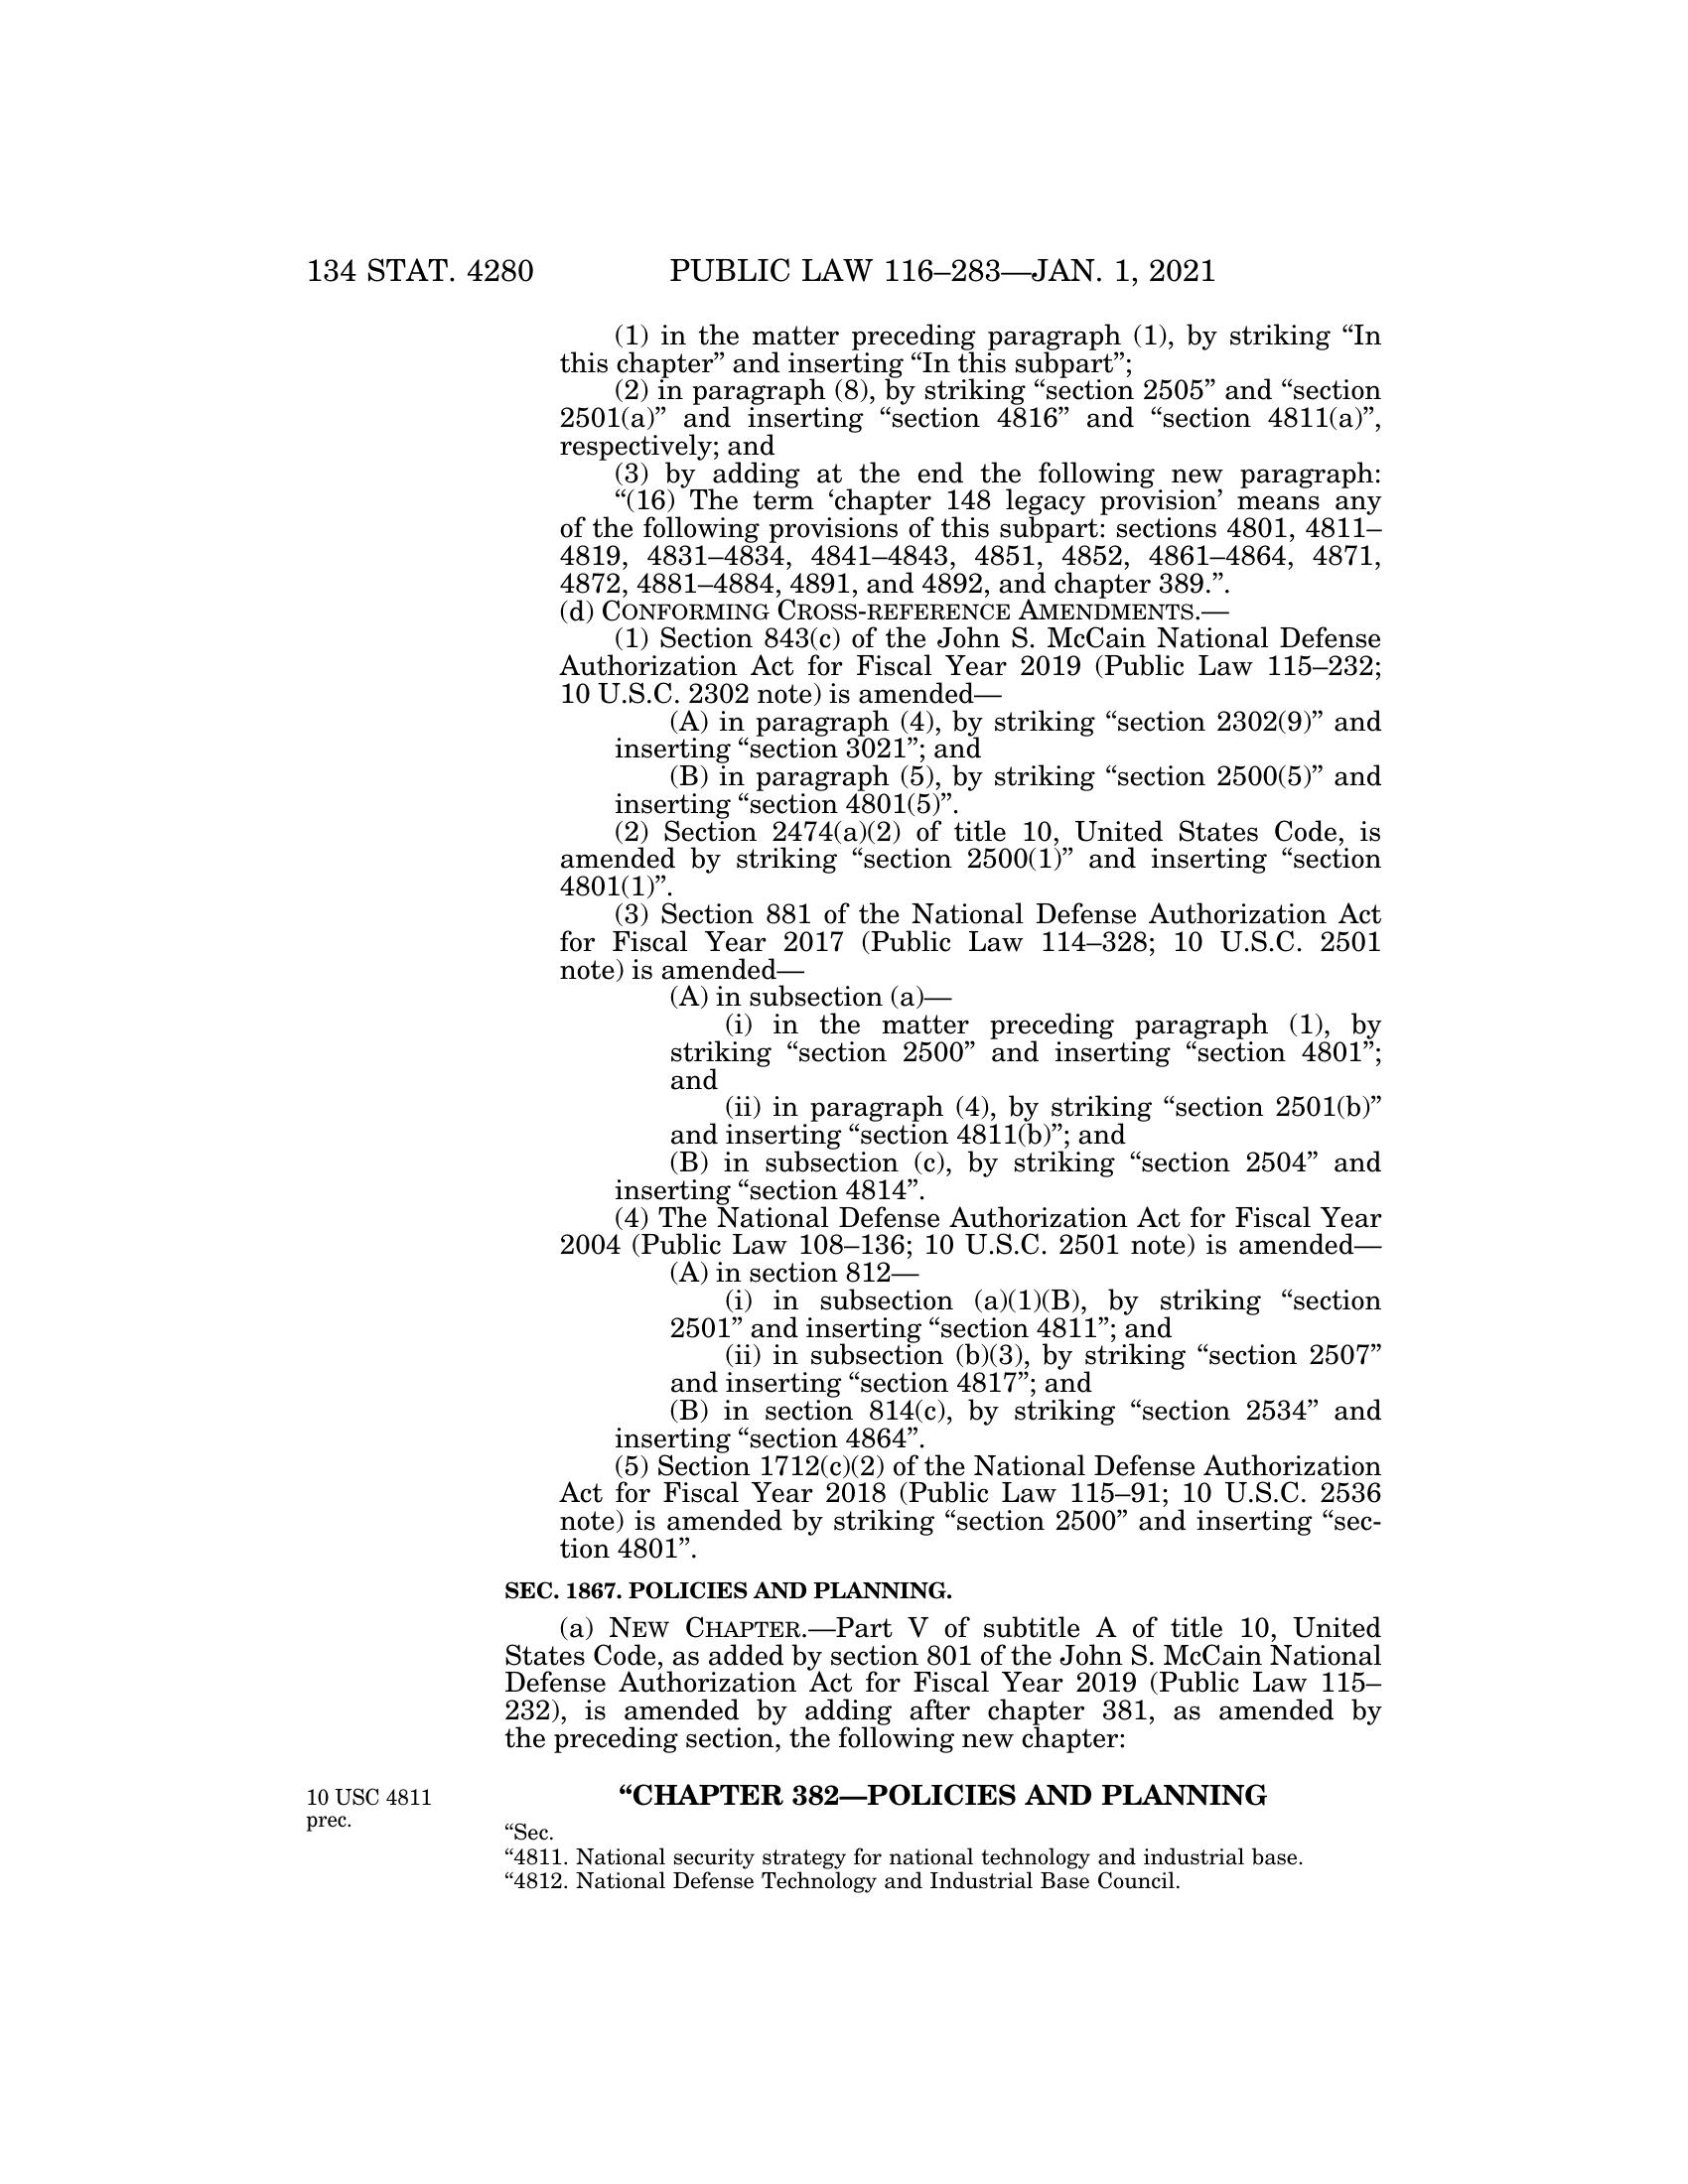 134 STAT. 4280
PUBLIC LAW 116–283—JAN. 1, 2021
(1) in the matter preceding paragraph (1), by striking “In
this chapter” and inserting “In this subpart”;
(2) in paragraph (8), by striking “section 2505” and “section
2501(a)” and inserting “section 4816” and “section 4811(a)”,
respectively; and
(3) by adding at the end the following new paragraph:
“(16) The term ‘chapter 148 legacy provision’ means any
of the following provisions of this subpart: sections 4801, 4811–
4819, 4831–4834, 4841–4843, 4851, 4852, 4861–4864, 4871,
4872, 4881–4884, 4891, and 4892, and chapter 389.”.
(d) CONFORMING CROSS-REFERENCE AMENDMENTS.—
(1) Section 843(c) of the John S. McCain National Defense
Authorization Act for Fiscal Year 2019 (Public Law 115–232;
10 U.S.C. 2302 note) is amended—
(A) in paragraph (4), by striking “section 2302(9)” and
inserting “section 3021”; and
(B) in paragraph (5), by striking “section 2500(5)” and
inserting “section 4801(5)”.
(2) Section 2474(a)(2) of title 10, United States Code, is
amended by striking “section 2500(1)” and inserting “section
4801(1)”.
(3) Section 881 of the National Defense Authorization Act
for Fiscal Year 2017 (Public Law 114–328; 10 U.S.C. 2501
note) is amended—
(A) in subsection (a)—
(i) in the matter preceding paragraph (1), by
striking “section 2500” and inserting “section 4801”;
and
(ii) in paragraph (4), by striking “section 2501(b)”
and inserting “section 4811(b)”; and
(B) in subsection (c), by striking “section 2504” and
inserting “section 4814”.
(4) The National Defense Authorization Act for Fiscal Year
2004 (Public Law 108–136; 10 U.S.C. 2501 note) is amended—
(A) in section 812—
(i) in subsection (a)(1)(B), by striking “section
2501” and inserting “section 4811”; and
(ii) in subsection (b)(3), by striking “section 2507”
and inserting “section 4817”; and
(B) in section 814(c), by striking “section 2534” and
inserting “section 4864”.
(5) Section 1712(c)(2) of the National Defense Authorization
Act for Fiscal Year 2018 (Public Law 115–91; 10 U.S.C. 2536
note) is amended by striking “section 2500” and inserting “sec-
tion 4801”.
SEC. 1867. POLICIES AND PLANNING.
(a) NEW CHAPTER.—Part V of subtitle A of title 10, United
States Code, as added by section 801 of the John S. McCain National
Defense Authorization Act for Fiscal Year 2019 (Public Law 115–
232), is amended by adding after chapter 381, as amended by
the preceding section, the following new chapter:
10 USC 4811
prec.
“CHAPTER 382—POLICIES AND PLANNING
“Sec.
“4811. National security strategy for national technology and industrial base.
“4812. National Defense Technology and Industrial Base Council.